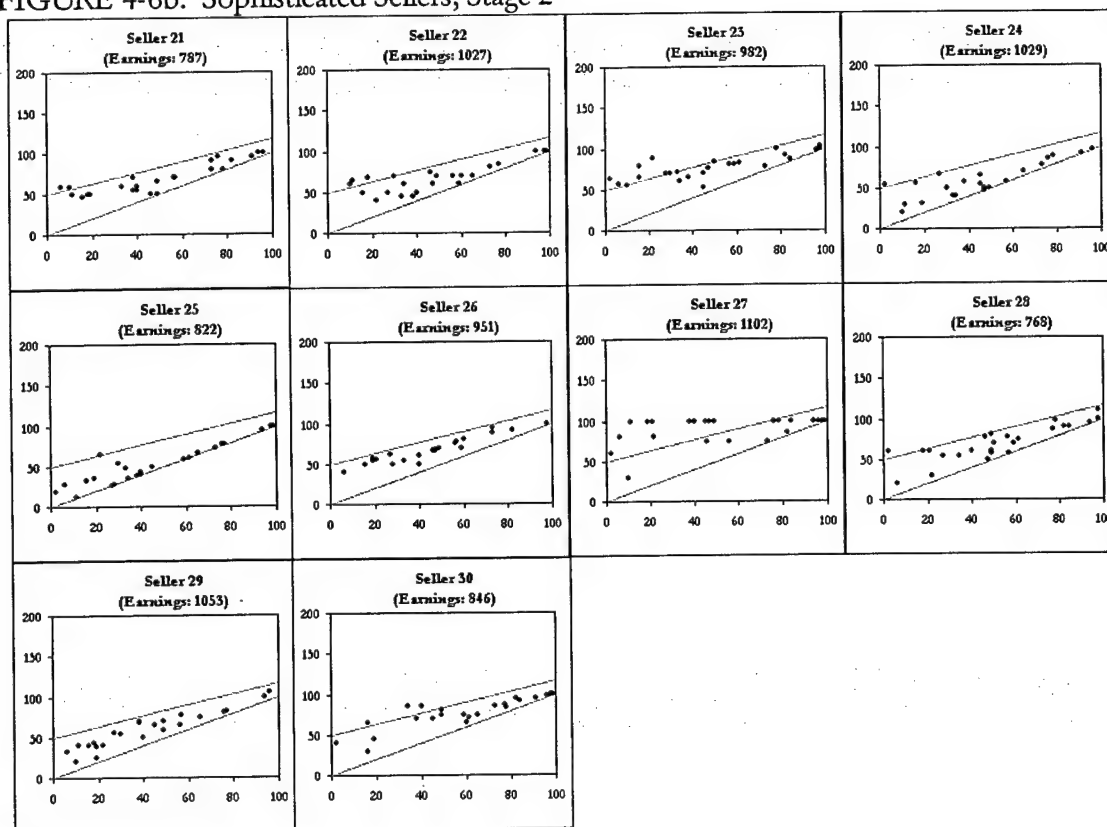 FIGURE 4-6b: Sophisticated Sellers, Stage 2
Seller 21
(Earnings: 787)
200
150
100
50
0
0 20 40 60 80 100
Seller 22
(Earnings: 1027)
200
150
100
50
0
0 20 40 60 80 100
Seller 23
(Earnings: 982)
200
150
100
50
0
0 20 40 60 80 100
Seller 24
(Earnings: 1029)
200
150
100
50
0
0 20 40 60 80 100
Seller 25
(Earnings: 822)
200
150
100
50
0
0 20 40 60 80 100
Seller 26
(Earnings: 951)
200
150
100
50
0
0 20 40 60 80 100
Seller 27
(Earnings: 1102)
200
150
100
50
0
0 20 40 60 80 100
Seller 28
(Earnings: 768)
200
150
100
50
0
0 20 40 60 80 100
Seller 29
(Earnings: 1053)
200
150
100
50
0
0 20 40 60 80 100
Seller 30
(Earnings: 846)
200
150
100
50
0
0 20 40 60 80 100